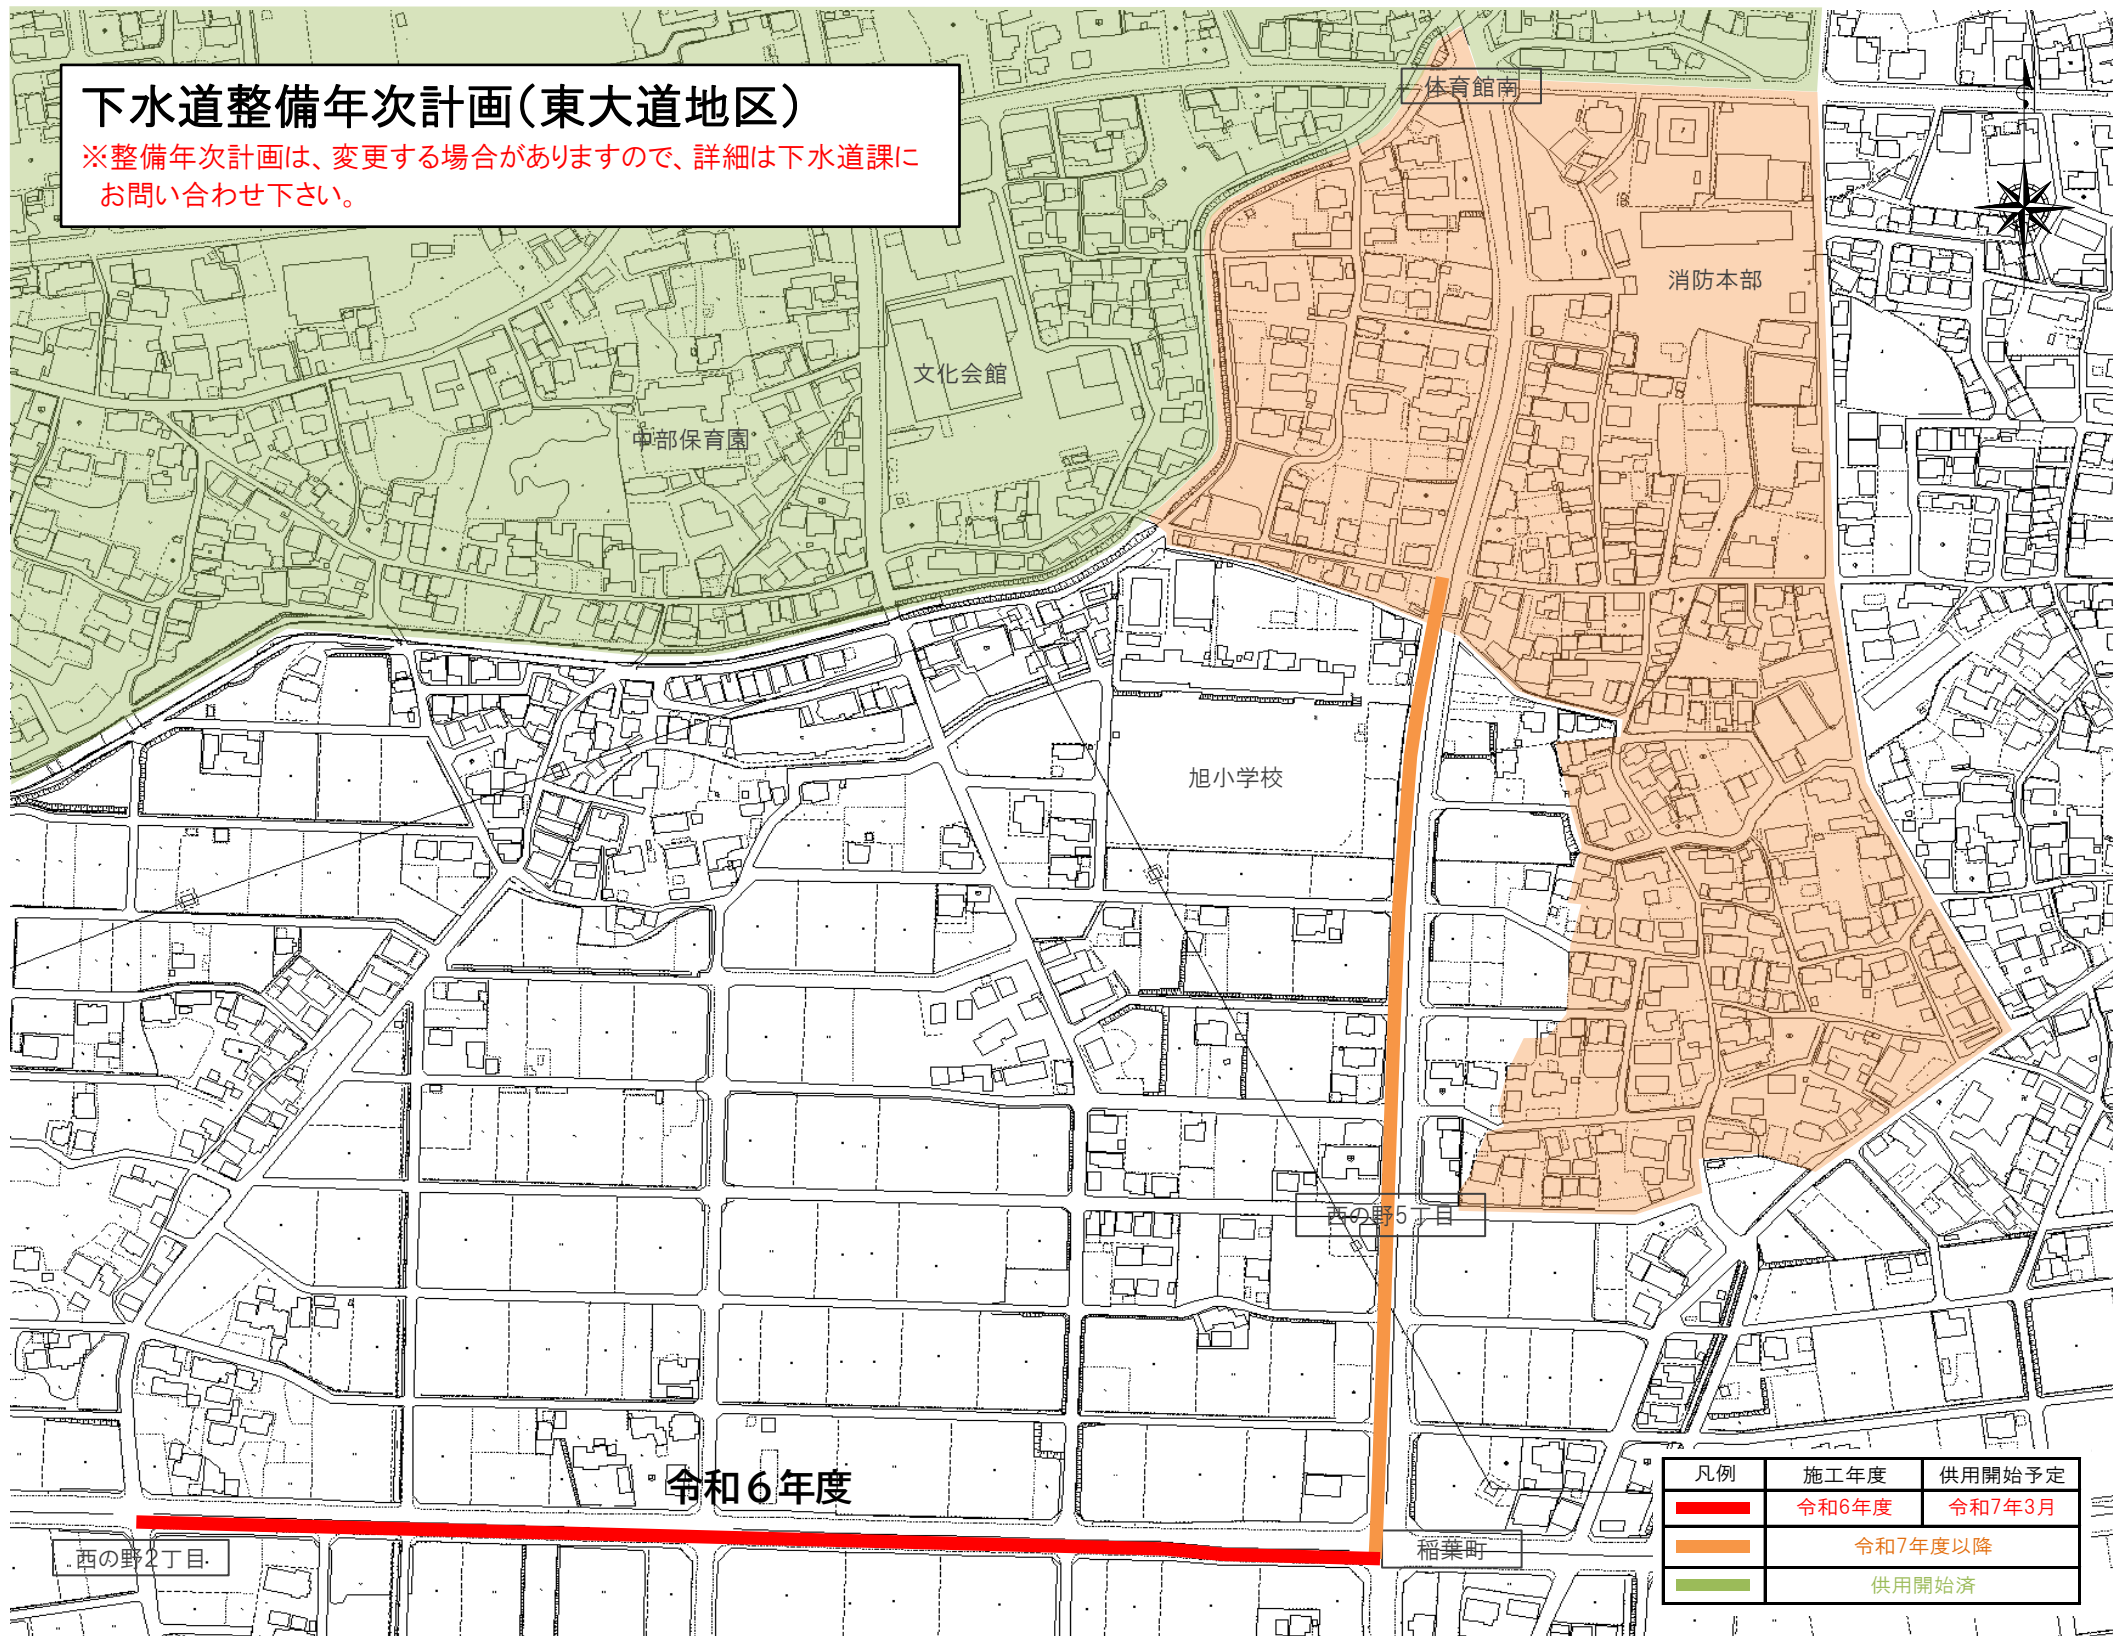 下水道整備年次計画（東大道地区）
※整備年次計画は、変更する場合がありますので、詳細は下水道課に
お問い合わせ下さい。
体育館南
消防本部
文化会館
中部保育園
旭小学校
西の野5丁目
令和６年度
西の野2丁目
稲葉町
凡例 施工年度 供用開始予定
令和6年度 令和7年3月
令和7年度以降
供用開始済